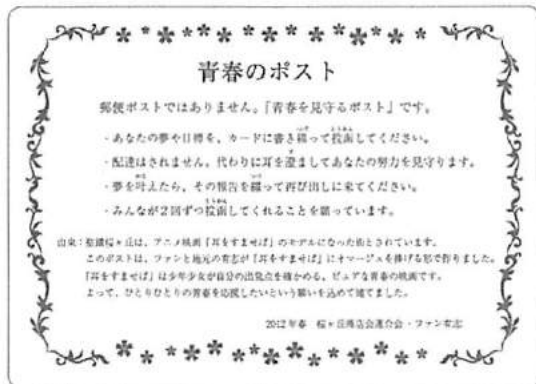 青春のポスト
郵便ポストではありません。『青春を見守るポスト』です。
・あなたの夢や目標を、カードに書き綴って投函してください。
・配達はされません。代わりに耳を澄ましてあなたの努力を見守ります。
・夢を叶えたら、その報告を綴って再び出しに来てください。
・みんなが2回ずつ投函してくれることを願っています。
由来：聖蹟桜ヶ丘は、アニメ映画『耳をすませば』のモデルになった街とされています。
このポストは、ファンと地元の有志が『耳をすませば』にオマージュを捧げる形で作りました。
『耳をすませば』は少年少女が自分の出発点を確かめる、ピュアな青春の映画です。
よって、ひとりひとりの青春を応援したいという願いを込めて建てました。
2012年春　桜ヶ丘商店会連合会・ファン有志